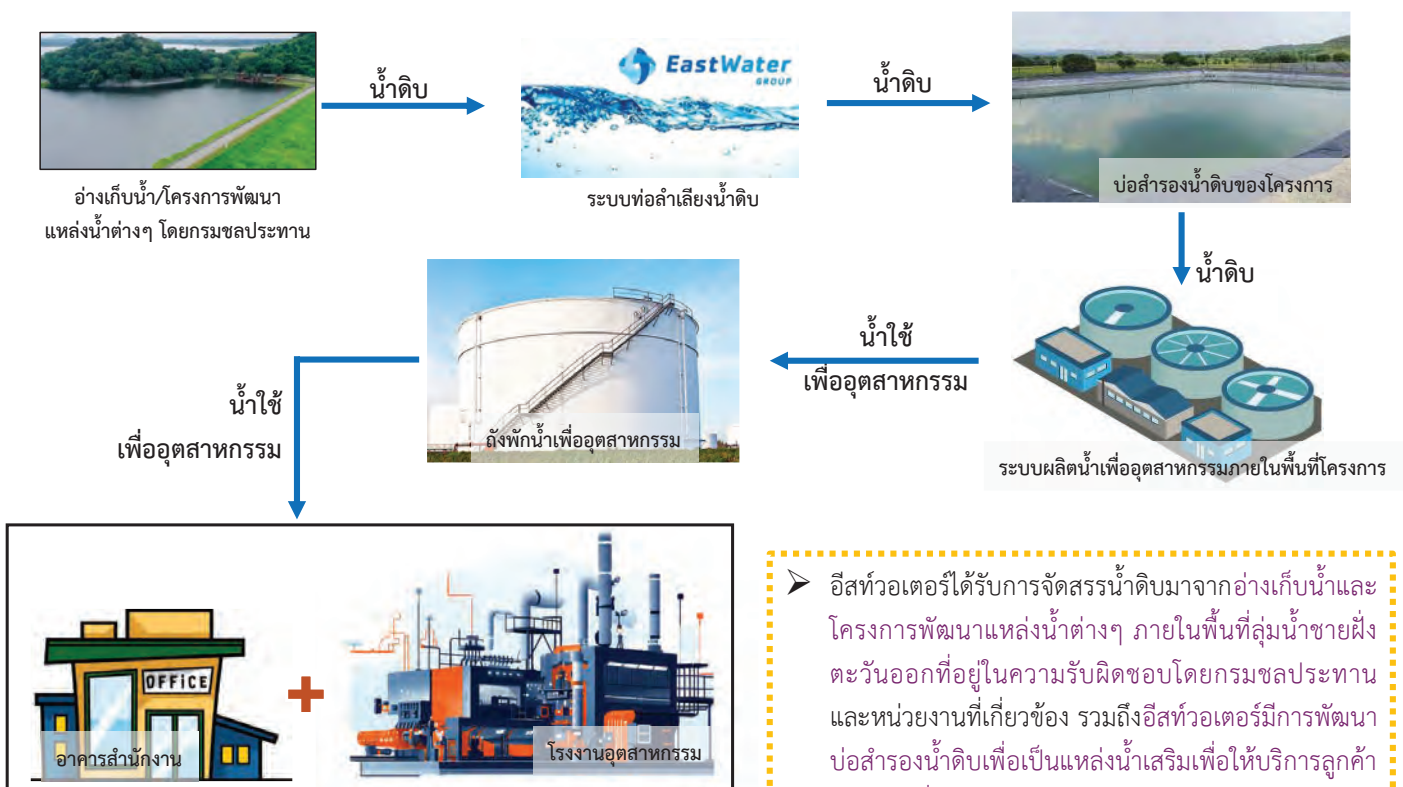 น้ำดิบ
EastWater
GROUP
น้ำดิบ
อ่างเก็บน้ำ/โครงการพัฒนา
แหล่งน้ำต่างๆ โดยกรมชลประทาน
ระบบท่อลำเลียงน้ำดิบ
บ่อสำรองน้ำดิบของโครงการ
น้ำดิบ
ระบบผลิตน้ำเพื่ออุตสาหกรรมภายในพื้นที่โครงการ
น้ำใช้
เพื่ออุตสาหกรรม
ถังพักน้ำเพื่ออุตสาหกรรม
น้ำใช้
เพื่ออุตสาหกรรม
OFFiCE
อาคารสำนักงาน
โรงงานอุตสาหกรรม
➢ อีสท์วอเตอร์ได้รับการจัดสรรน้ำดิบมาจากอ่างเก็บน้ำและ
โครงการพัฒนาแหล่งน้ำต่างๆ ภายในพื้นที่ลุ่มน้ำชายฝั่ง
ตะวันออกที่อยู่ในความรับผิดชอบโดยกรมชลประทาน
และหน่วยงานที่เกี่ยวข้อง รวมถึงอีสท์วอเตอร์มีการพัฒนา
บ่อสำรองน้ำดิบเพื่อเป็นแหล่งน้ำเสริมเพื่อให้บริการลูกค้า